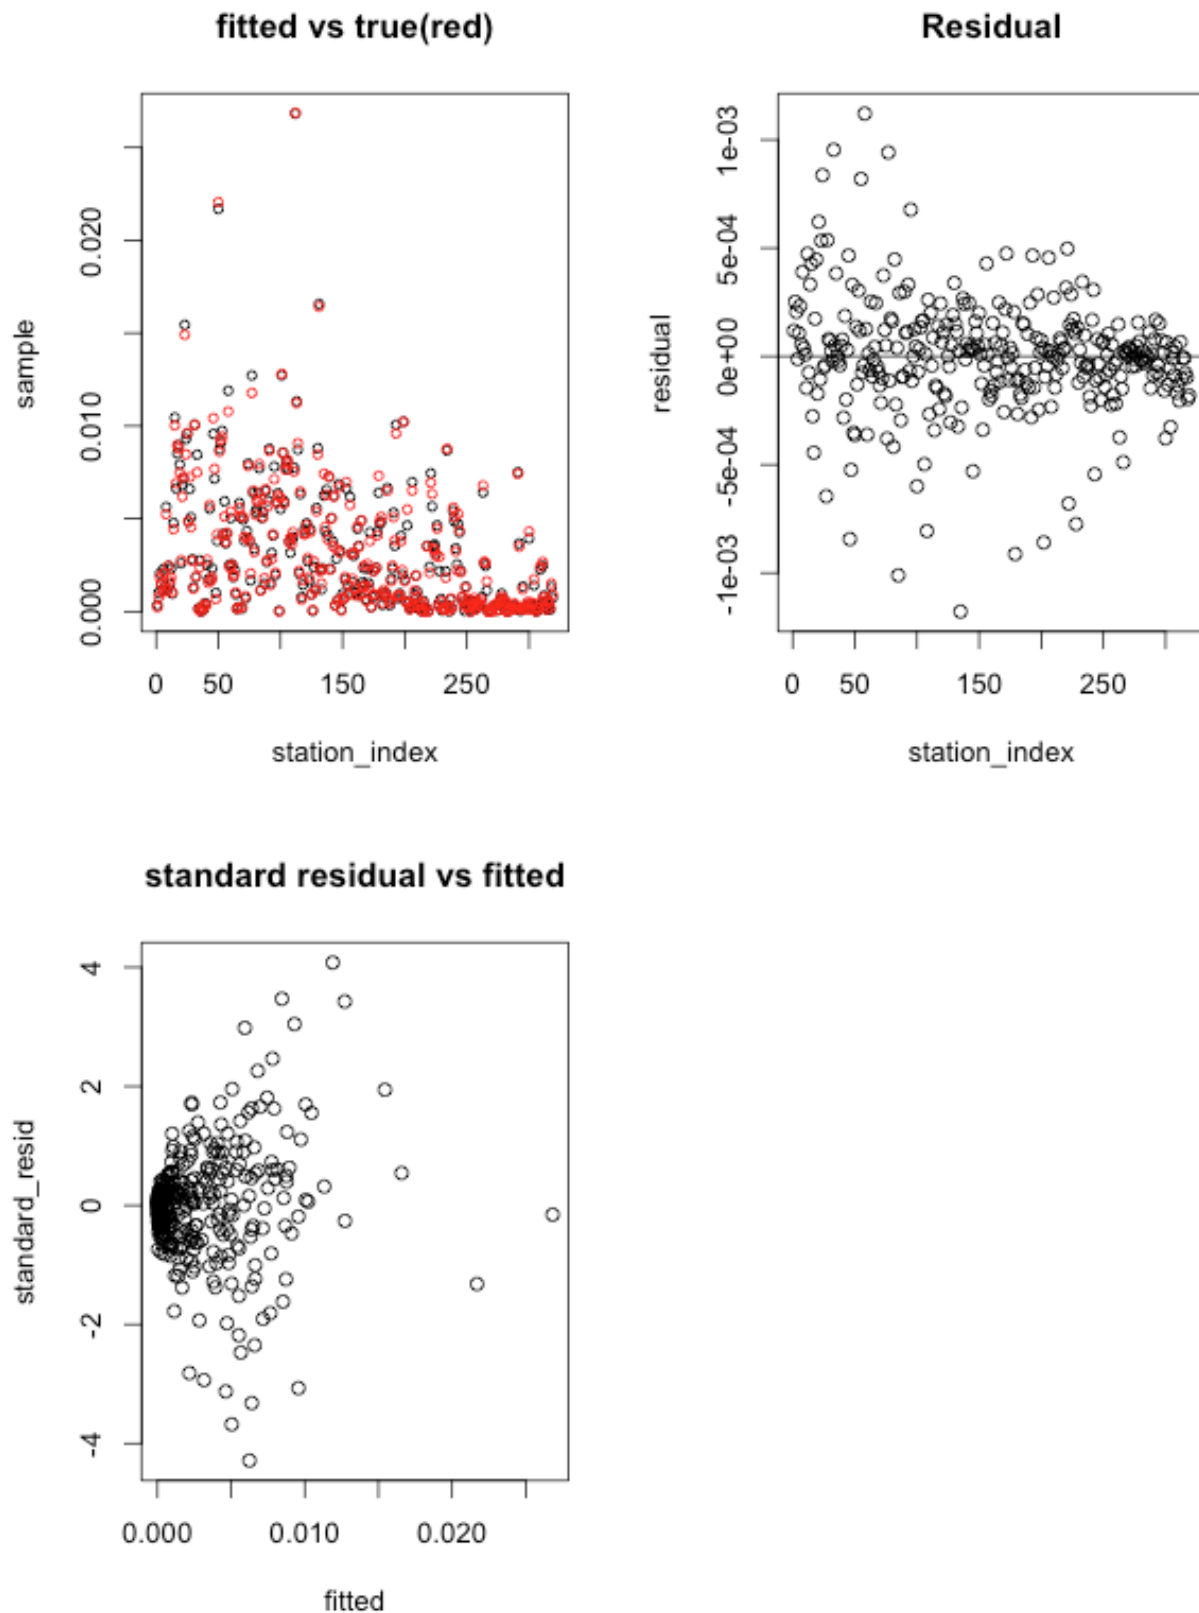 fitted vs true(red)
sample
0.000 0.010 0.020
0 50 150 250
station_index
Residual
residual
-1e-03 -5e-04 0e+00 5e-04 1e-03
0 50 150 250
station_index
standard residual vs fitted
standard_resid
-4 -2 0 2 4
0.000 0.010 0.020
fitted